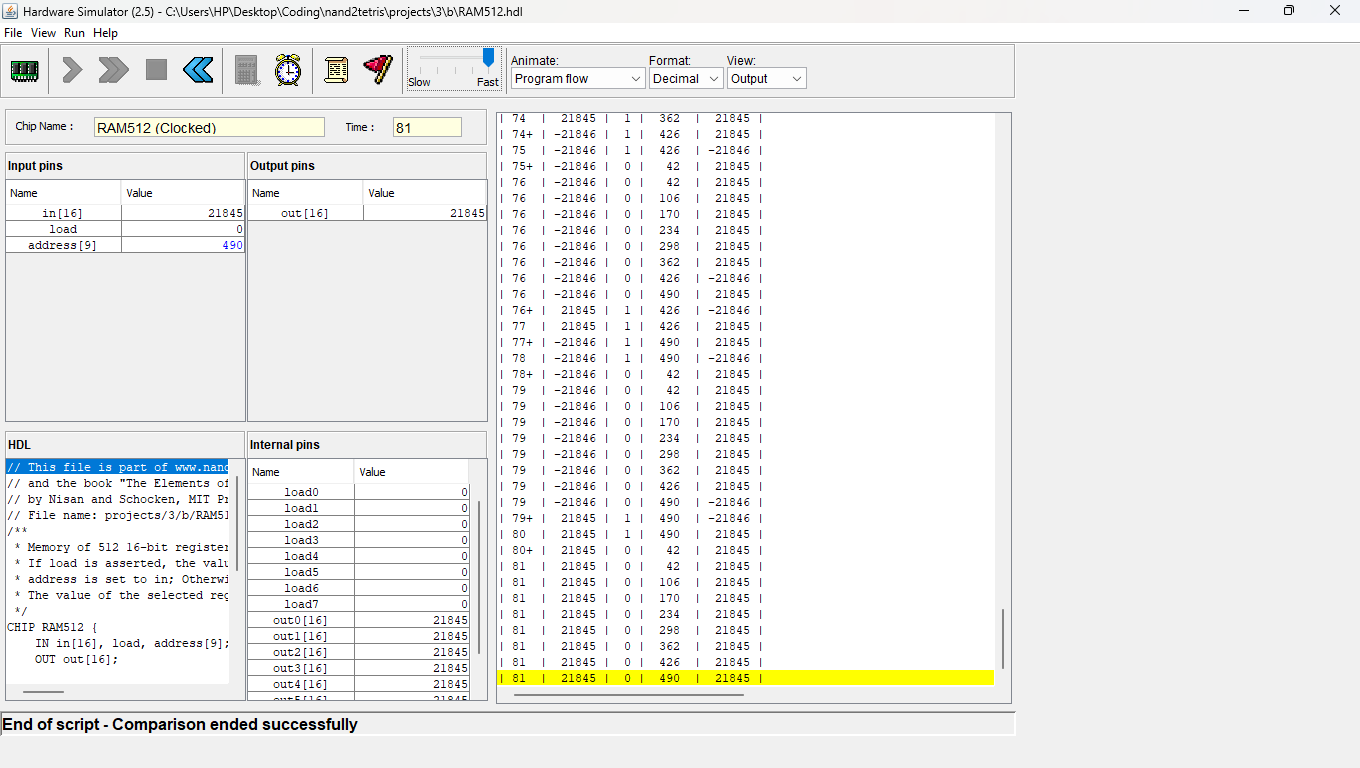 Hardware Simulator (2.5) - C:\Users\HP\Desktop\Coding\nand2tetris\projects\3\b\RAM512.hdl
File View Run Help
Slow Fast
Animate: Format: View:
Program flow Decimal Output
Chip Name : RAM512 (Clocked) Time : 81
Input pins
Name Value
in[16] 21845
load 0
address[9] 490
Output pins
Name Value
out[16] 21845
HDL
// This file is part of www.nand
// and the book "The Elements of
// by Nisan and Schocken, MIT Pr
// File name: projects/3/b/RAM51
/**
* Memory of 512 16-bit register
* If load is asserted, the valu
* address is set to in; Otherwi
* The value of the selected reg
*/
CHIP RAM512 {
IN in[16], load, address[9];
OUT out[16];
Internal pins
Name Value
load0 0
load1 0
load2 0
load3 0
load4 0
load5 0
load6 0
load7 0
out0[16] 21845
out1[16] 21845
out2[16] 21845
out3[16] 21845
out4[16] 21845
out5[16] 21845
| 74 | 21845 | 1 | 362 | 21845 |
| 74+ | -21846 | 1 | 426 | 21845 |
| 75 | -21846 | 1 | 426 | -21846 |
| 75+ | -21846 | 0 | 42 | 21845 |
| 76 | -21846 | 0 | 42 | 21845 |
| 76 | -21846 | 0 | 106 | 21845 |
| 76 | -21846 | 0 | 170 | 21845 |
| 76 | -21846 | 0 | 234 | 21845 |
| 76 | -21846 | 0 | 298 | 21845 |
| 76 | -21846 | 0 | 362 | 21845 |
| 76 | -21846 | 0 | 426 | -21846 |
| 76 | -21846 | 0 | 490 | 21845 |
| 76+ | 21845 | 1 | 426 | -21846 |
| 77 | 21845 | 1 | 426 | 21845 |
| 77+ | -21846 | 1 | 490 | 21845 |
| 78 | -21846 | 1 | 490 | -21846 |
| 78+ | -21846 | 0 | 42 | 21845 |
| 79 | -21846 | 0 | 42 | 21845 |
| 79 | -21846 | 0 | 106 | 21845 |
| 79 | -21846 | 0 | 170 | 21845 |
| 79 | -21846 | 0 | 234 | 21845 |
| 79 | -21846 | 0 | 298 | 21845 |
| 79 | -21846 | 0 | 362 | 21845 |
| 79 | -21846 | 0 | 426 | 21845 |
| 79 | -21846 | 0 | 490 | -21846 |
| 79+ | 21845 | 1 | 490 | -21846 |
| 80 | 21845 | 1 | 490 | 21845 |
| 80+ | 21845 | 0 | 42 | 21845 |
| 81 | 21845 | 0 | 42 | 21845 |
| 81 | 21845 | 0 | 106 | 21845 |
| 81 | 21845 | 0 | 170 | 21845 |
| 81 | 21845 | 0 | 234 | 21845 |
| 81 | 21845 | 0 | 298 | 21845 |
| 81 | 21845 | 0 | 362 | 21845 |
| 81 | 21845 | 0 | 426 | 21845 |
| 81 | 21845 | 0 | 490 | 21845 |
End of script - Comparison ended successfully